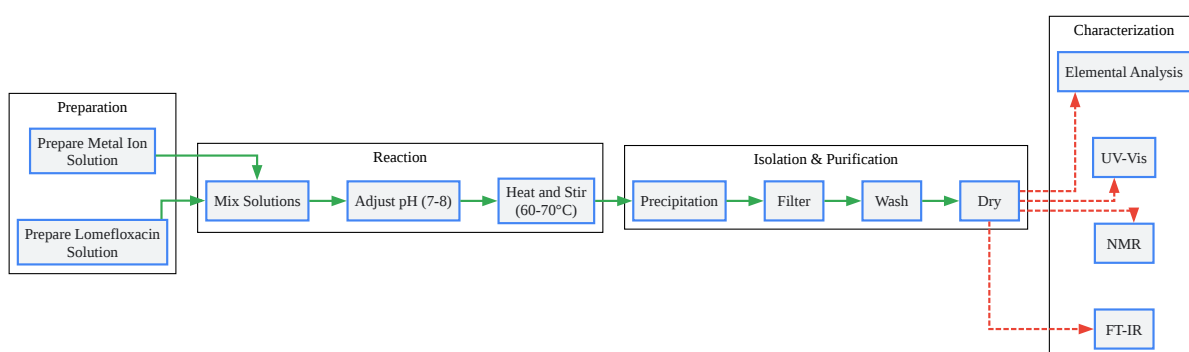 Preparation
Prepare Metal Ion
Solution
Prepare Lomefloxacin
Solution
Reaction
Mix Solutions
Adjust pH (7-8)
Heat and Stir
(60-70°C)
Isolation & Purification
Precipitation
Filter
Wash
Dry
Characterization
Elemental Analysis
UV-Vis
NMR
FT-IR